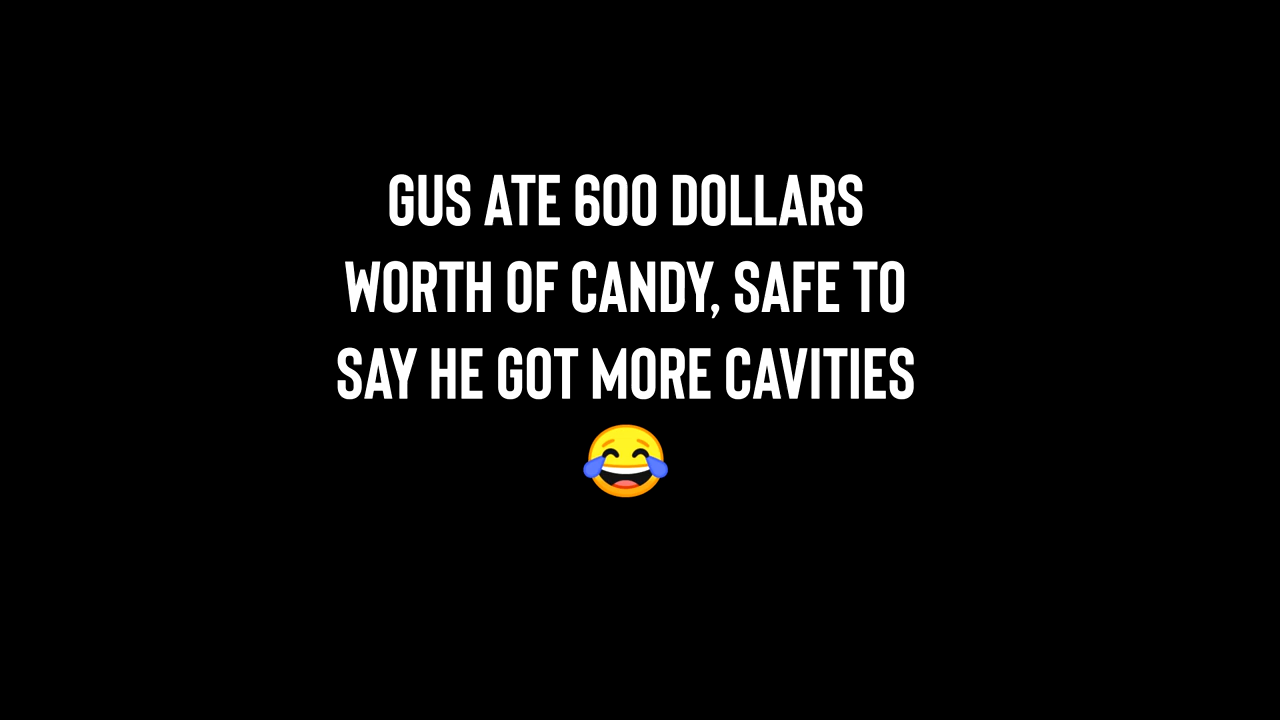 GUS ATE 600 DOLLARS
WORTH OF CANDY, SAFE TO
SAY HE GOT MORE CAVITIES
😂